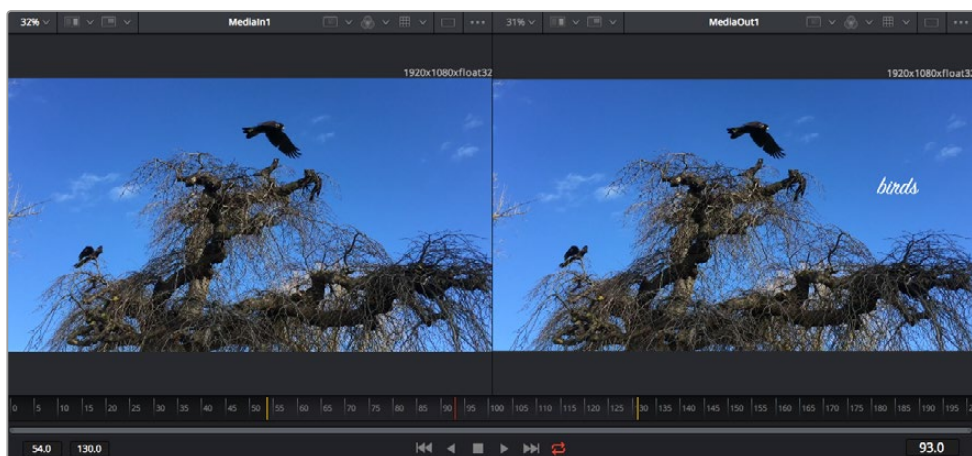 32% MediaIn1 31% MediaOut1
1920x1080xfloat32 1920x1080xfloat32
birds
0 5 10 15 20 25 30 35 40 45 50 55 60 65 70 75 80 85 90 95 100 105 110 115 120 125 130 135 140 145 150 155 160 165 170 175 180 185 190 195
54.0 130.0 93.0